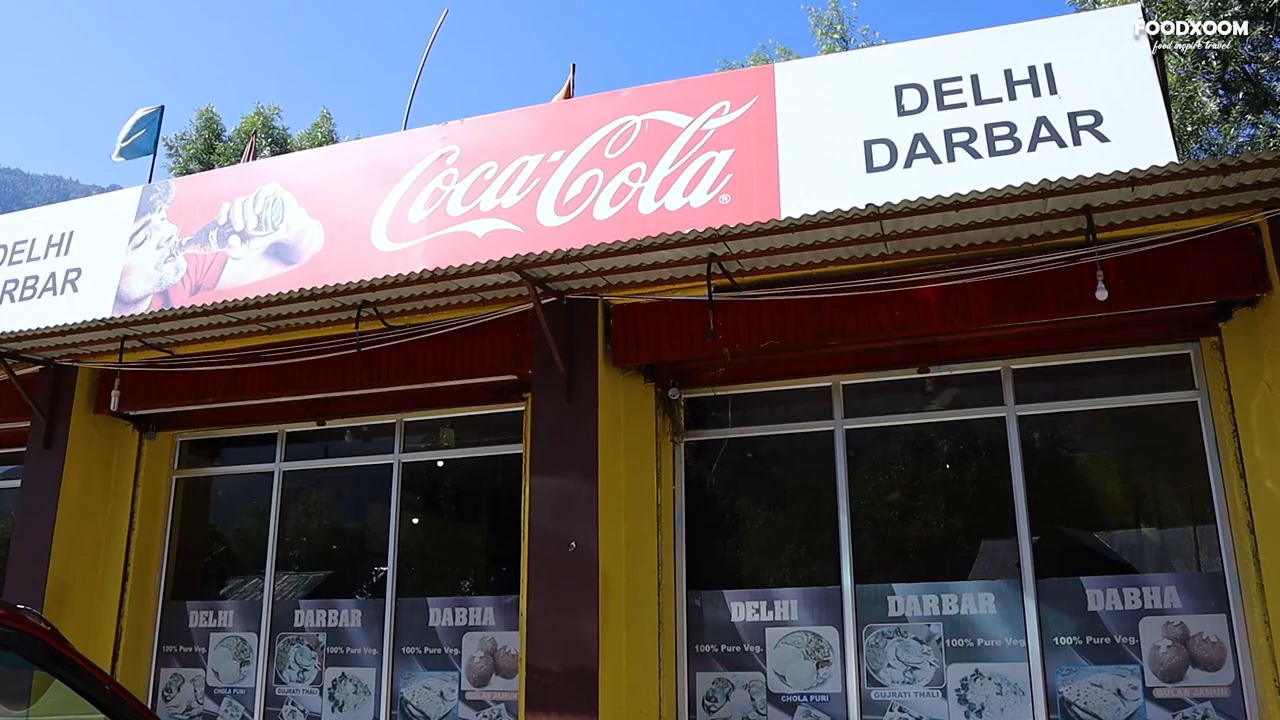 FOODXOOM
food inspire travel
DELHI
DARBAR
Coca-Cola®
DELHI
RBAR
DELHI
100% Pure Veg.
CHOLA PURI
DARBAR
GUJRATI THALI
DABHA
100% Pure Veg.
GULAB JAMUN
DELHI
100% Pure Veg.
CHOLA PURI
DARBAR
100% Pure Veg.
GUJRATI THALI
DABHA
100% Pure Veg.
GULAB JAMUN